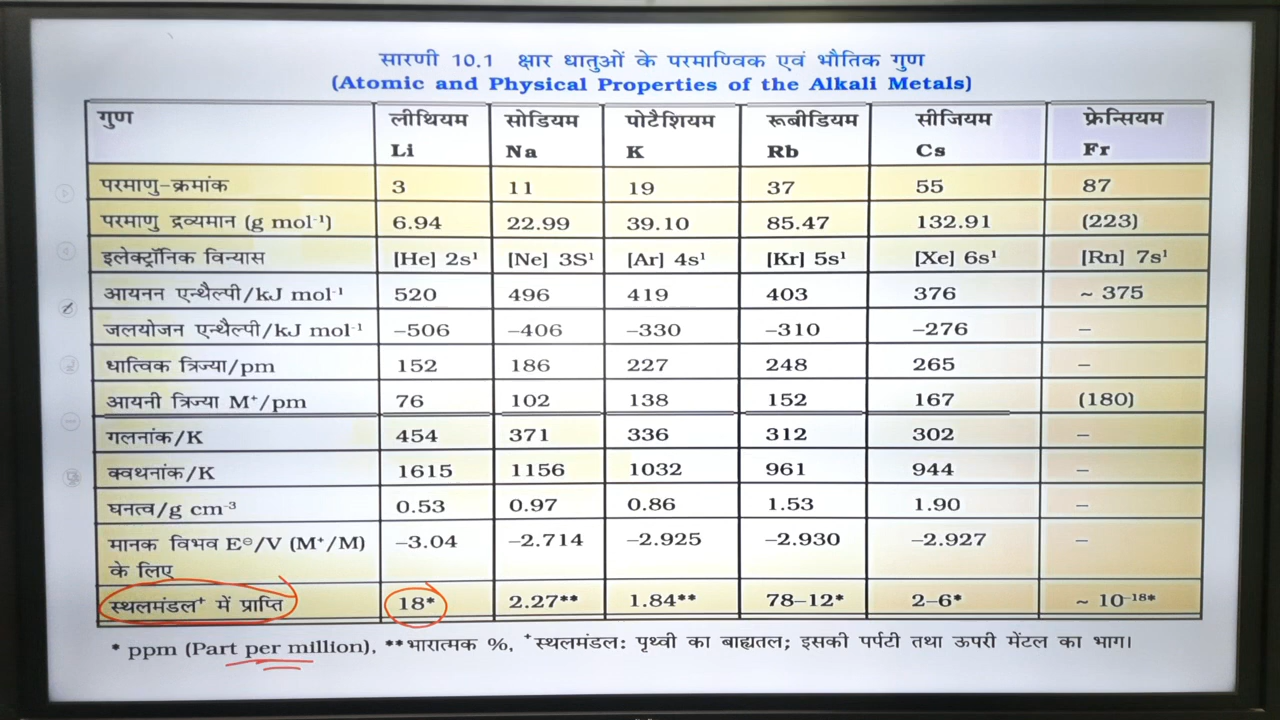 सारणी 10.1 क्षार धातुओं के परमाण्विक एवं भौतिक गुण
(Atomic and Physical Properties of the Alkali Metals)
गुण लीथियम सोडियम पोटैशियम रूबीडियम सीजियम फ्रेन्सियम
Li Na K Rb Cs Fr
परमाणु-क्रमांक 3 11 19 37 55 87
परमाणु द्रव्यमान (g mol⁻¹) 6.94 22.99 39.10 85.47 132.91 (223)
इलेक्ट्रॉनिक विन्यास [He] 2s¹ [Ne] 3S¹ [Ar] 4s¹ [Kr] 5s¹ [Xe] 6s¹ [Rn] 7s¹
आयनन एन्थैल्पी/kJ mol⁻¹ 520 496 419 403 376 ~ 375
जलयोजन एन्थैल्पी/kJ mol⁻¹ –506 –406 –330 –310 –276 –
धात्विक त्रिज्या/pm 152 186 227 248 265 –
आयनी त्रिज्या M⁺/pm 76 102 138 152 167 (180)
गलनांक/K 454 371 336 312 302 –
क्वथनांक/K 1615 1156 1032 961 944 –
घनत्व/g cm⁻³ 0.53 0.97 0.86 1.53 1.90 –
मानक विभव E⊖/V (M⁺/M) –3.04 –2.714 –2.925 –2.930 –2.927 –
के लिए
स्थलमंडल⁺ में प्राप्ति 18* 2.27** 1.84** 78–12* 2–6* ~ 10⁻¹⁸*
* ppm (Part per million), **भारात्मक %, ⁺स्थलमंडल: पृथ्वी का बाह्यतल; इसकी पर्पटी तथा ऊपरी मेंटल का भाग।